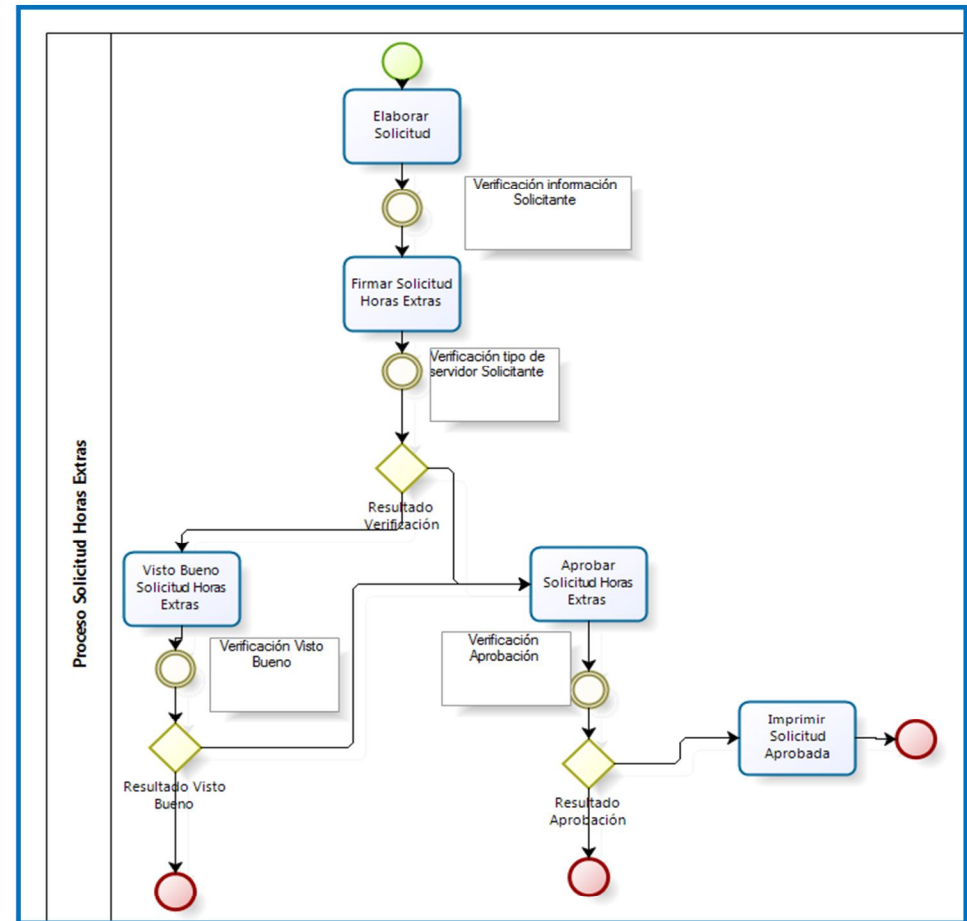 Proceso Solicitud Horas Extras
Elaborar
Solicitud
Verificación información
Solicitante
Firmar Solicitud
Horas Extras
Verificación tipo de
servidor Solicitante
Resultado
Verificación
Visto Bueno
Solicitud Horas
Extras
Aprobar
Solicitud Horas
Extras
Verificación Visto
Bueno
Verificación
Aprobación
Imprimir
Solicitud
Aprobada
Resultado Visto
Bueno
Resultado
Aprobación